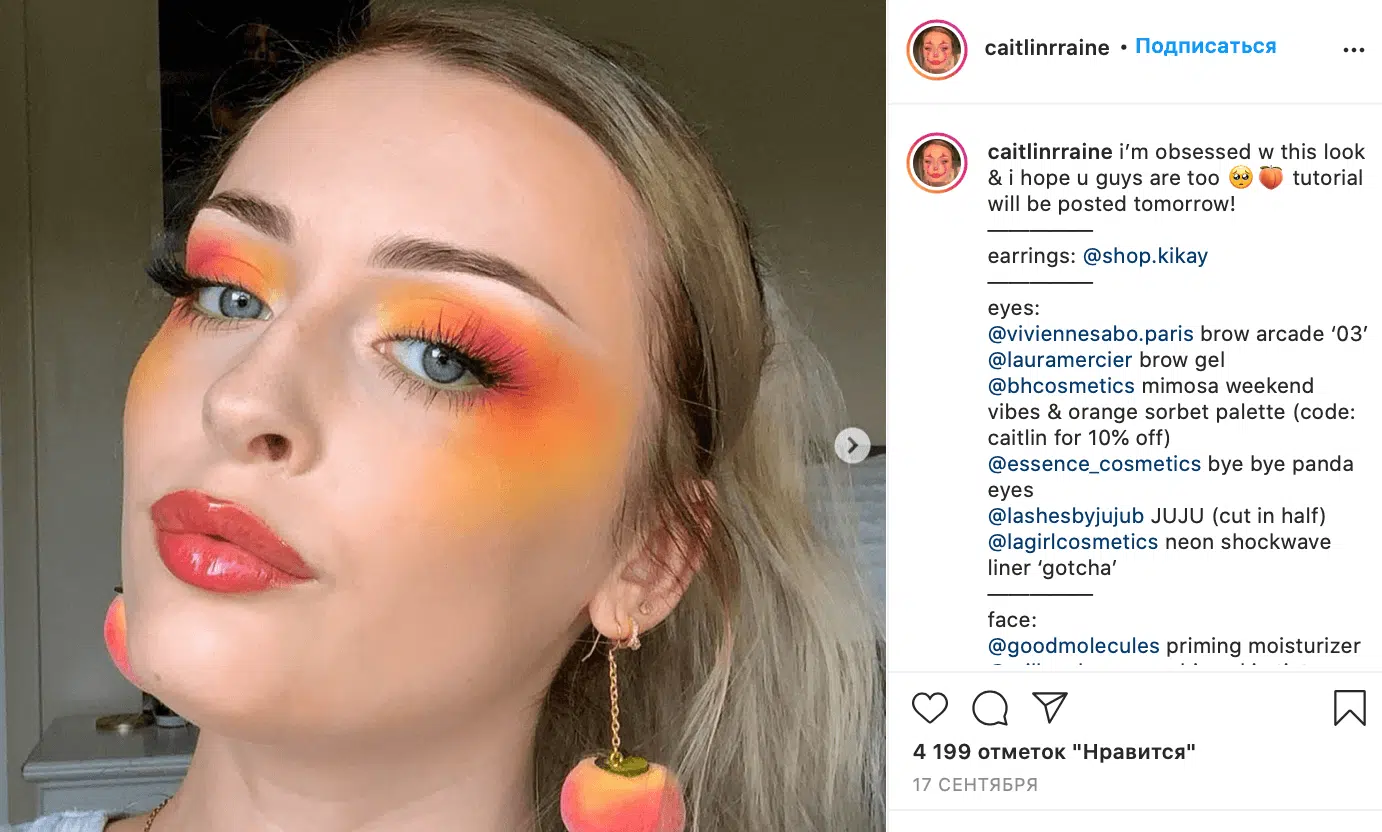 caitlinrraine • Подписаться
caitlinrraine i’m obsessed w this look
& i hope u guys are too 🥺🍑 tutorial
will be posted tomorrow!
—————
earrings: @shop.kikay
—————
eyes:
@viviennesabo.paris brow arcade ‘03’
@lauramercier brow gel
@bhcosmetics mimosa weekend
vibes & orange sorbet palette (code:
caitlin for 10% off)
@essence_cosmetics bye bye panda
eyes
@lashesbyjujub JUJU (cut in half)
@lagirlcosmetics neon shockwave
liner ‘gotcha’
—————
face:
@goodmolecules priming moisturizer
4 199 отметок "Нравится"
17 СЕНТЯБРЯ